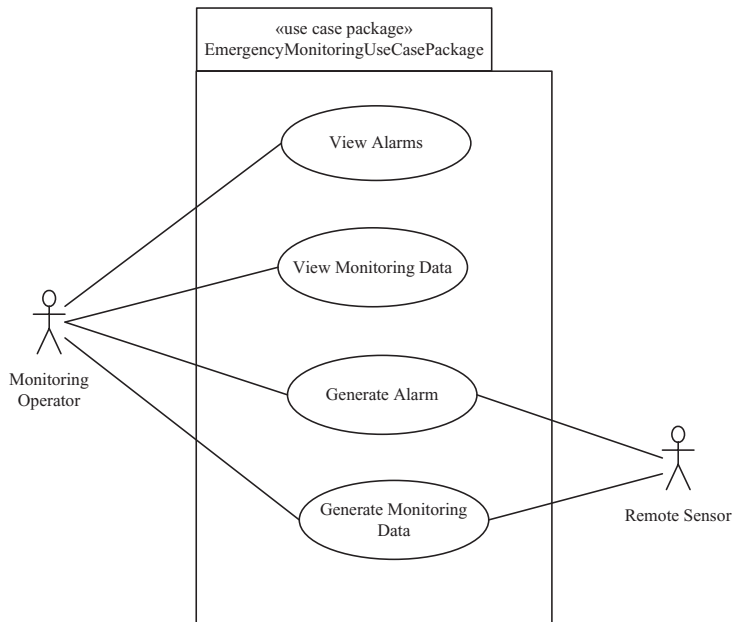 «use case package»
EmergencyMonitoringUseCasePackage
View Alarms
View Monitoring Data
Monitoring
Operator
Generate Alarm
Generate Monitoring
Data
Remote Sensor